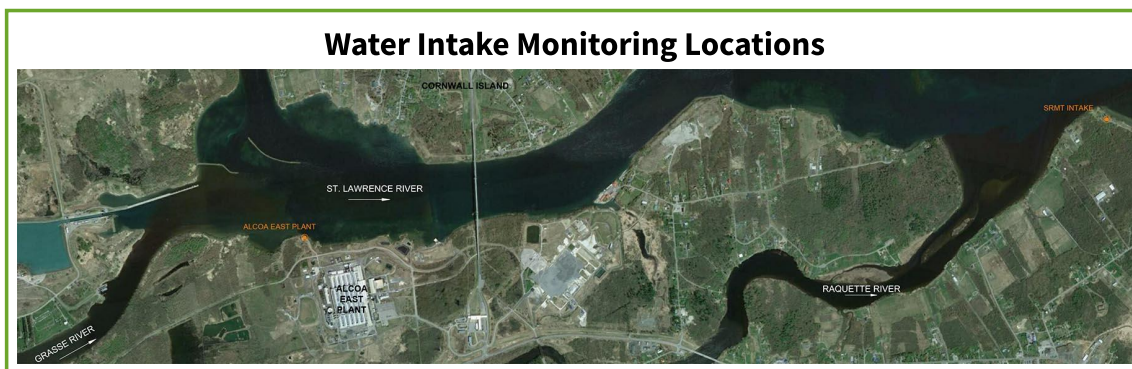 Water Intake Monitoring Locations
CORNWALL ISLAND
SRMT INTAKE
ST. LAWRENCE RIVER
ALCOA EAST PLANT
ALCOA
EAST
PLANT
RAQUETTE RIVER
GRASSE RIVER